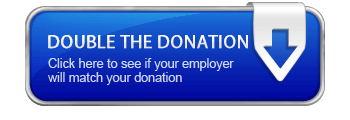 DOUBLE THE DONATION
Click here to see if your employer
will match your donation